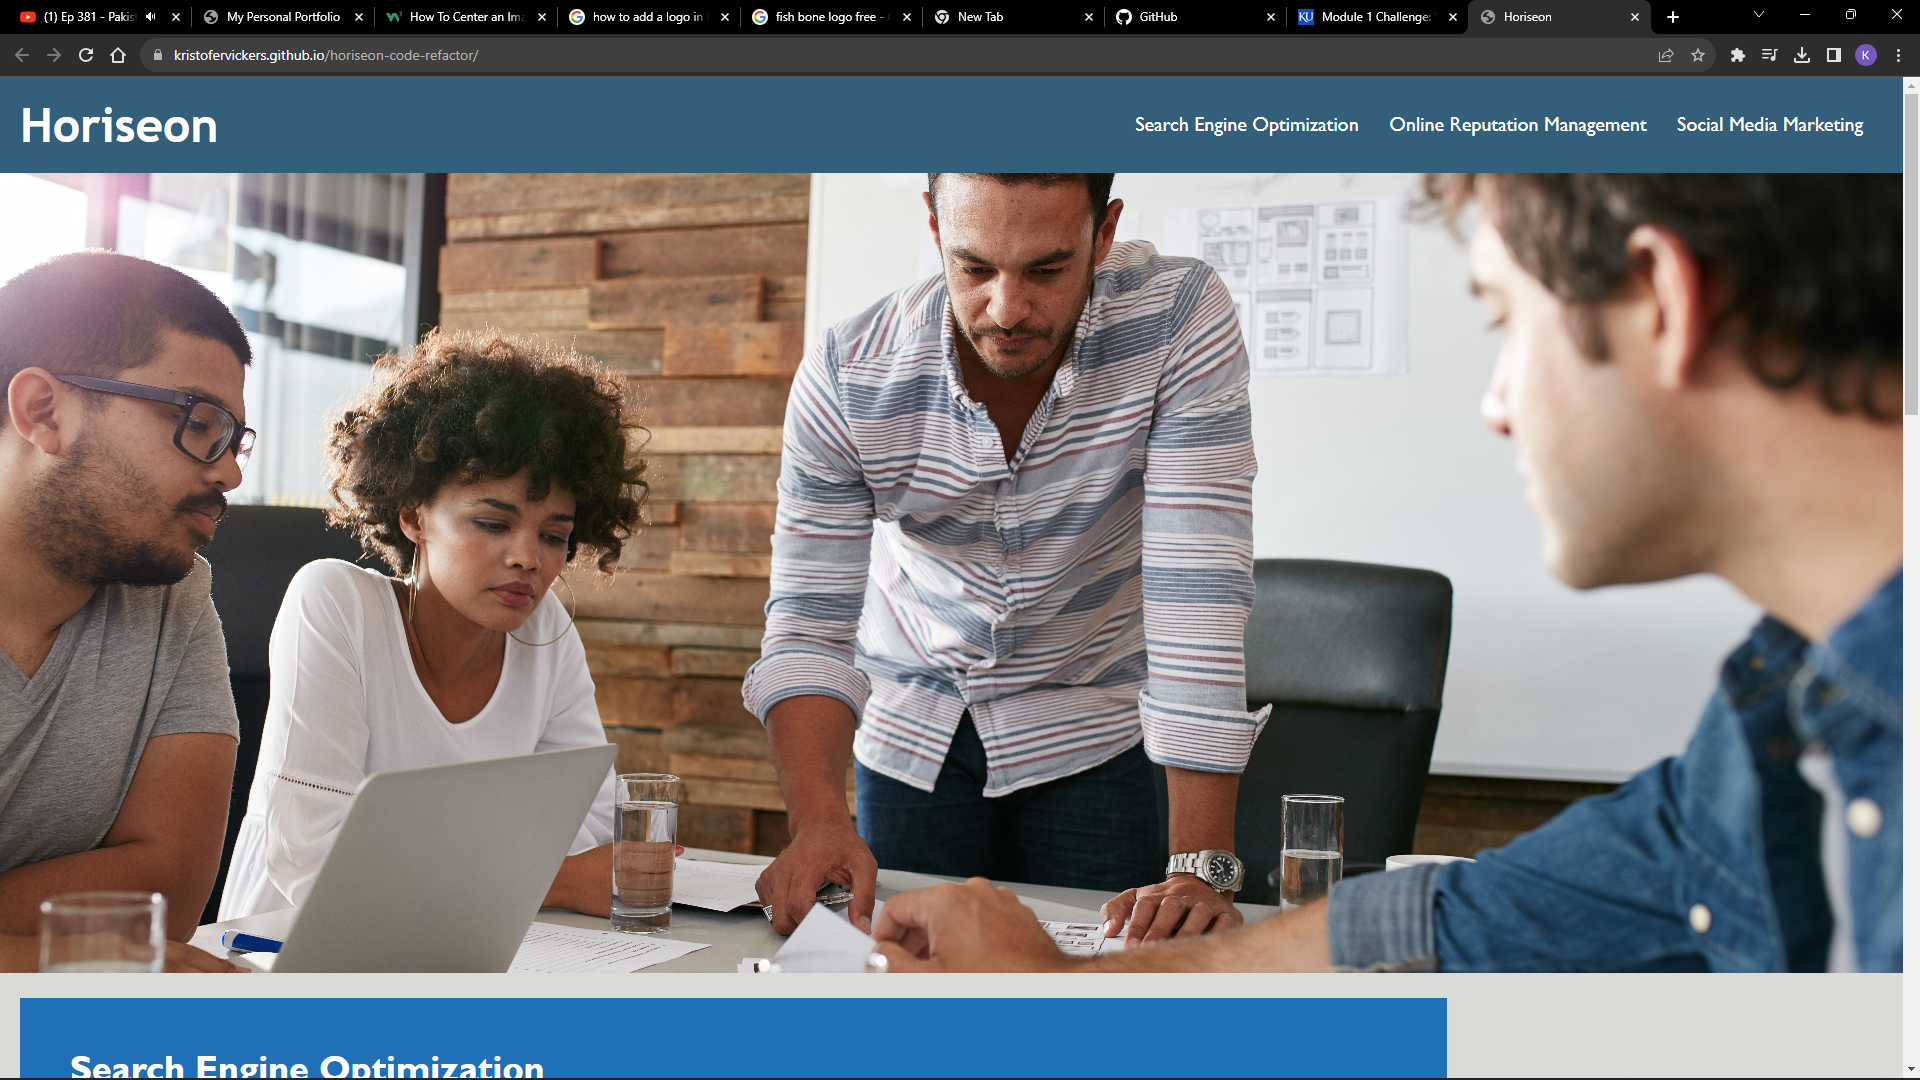 (1) Ep 381 - Pakis
My Personal Portfolio
How To Center an Ima
how to add a logo in
fish bone logo free -
New Tab
GitHub
KU Module 1 Challenge:
Horiseon
kristofervickers.github.io/horiseon-code-refactor/
K
Horiseon
Search Engine Optimization
Online Reputation Management
Social Media Marketing
Search Engine Optimization